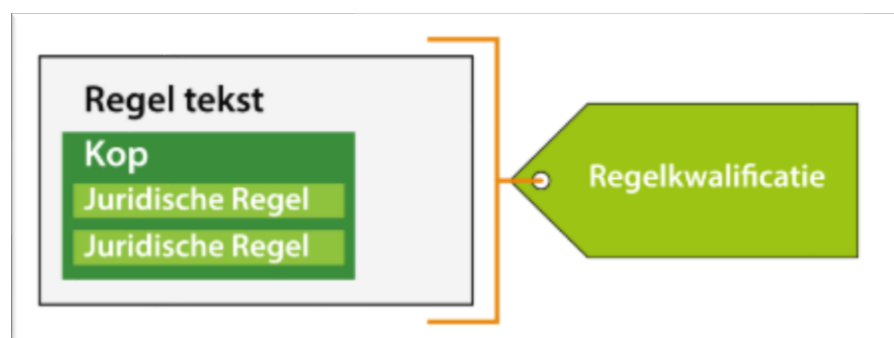 Regel tekst
Kop
Juridische Regel
Juridische Regel
Regelkwalificatie